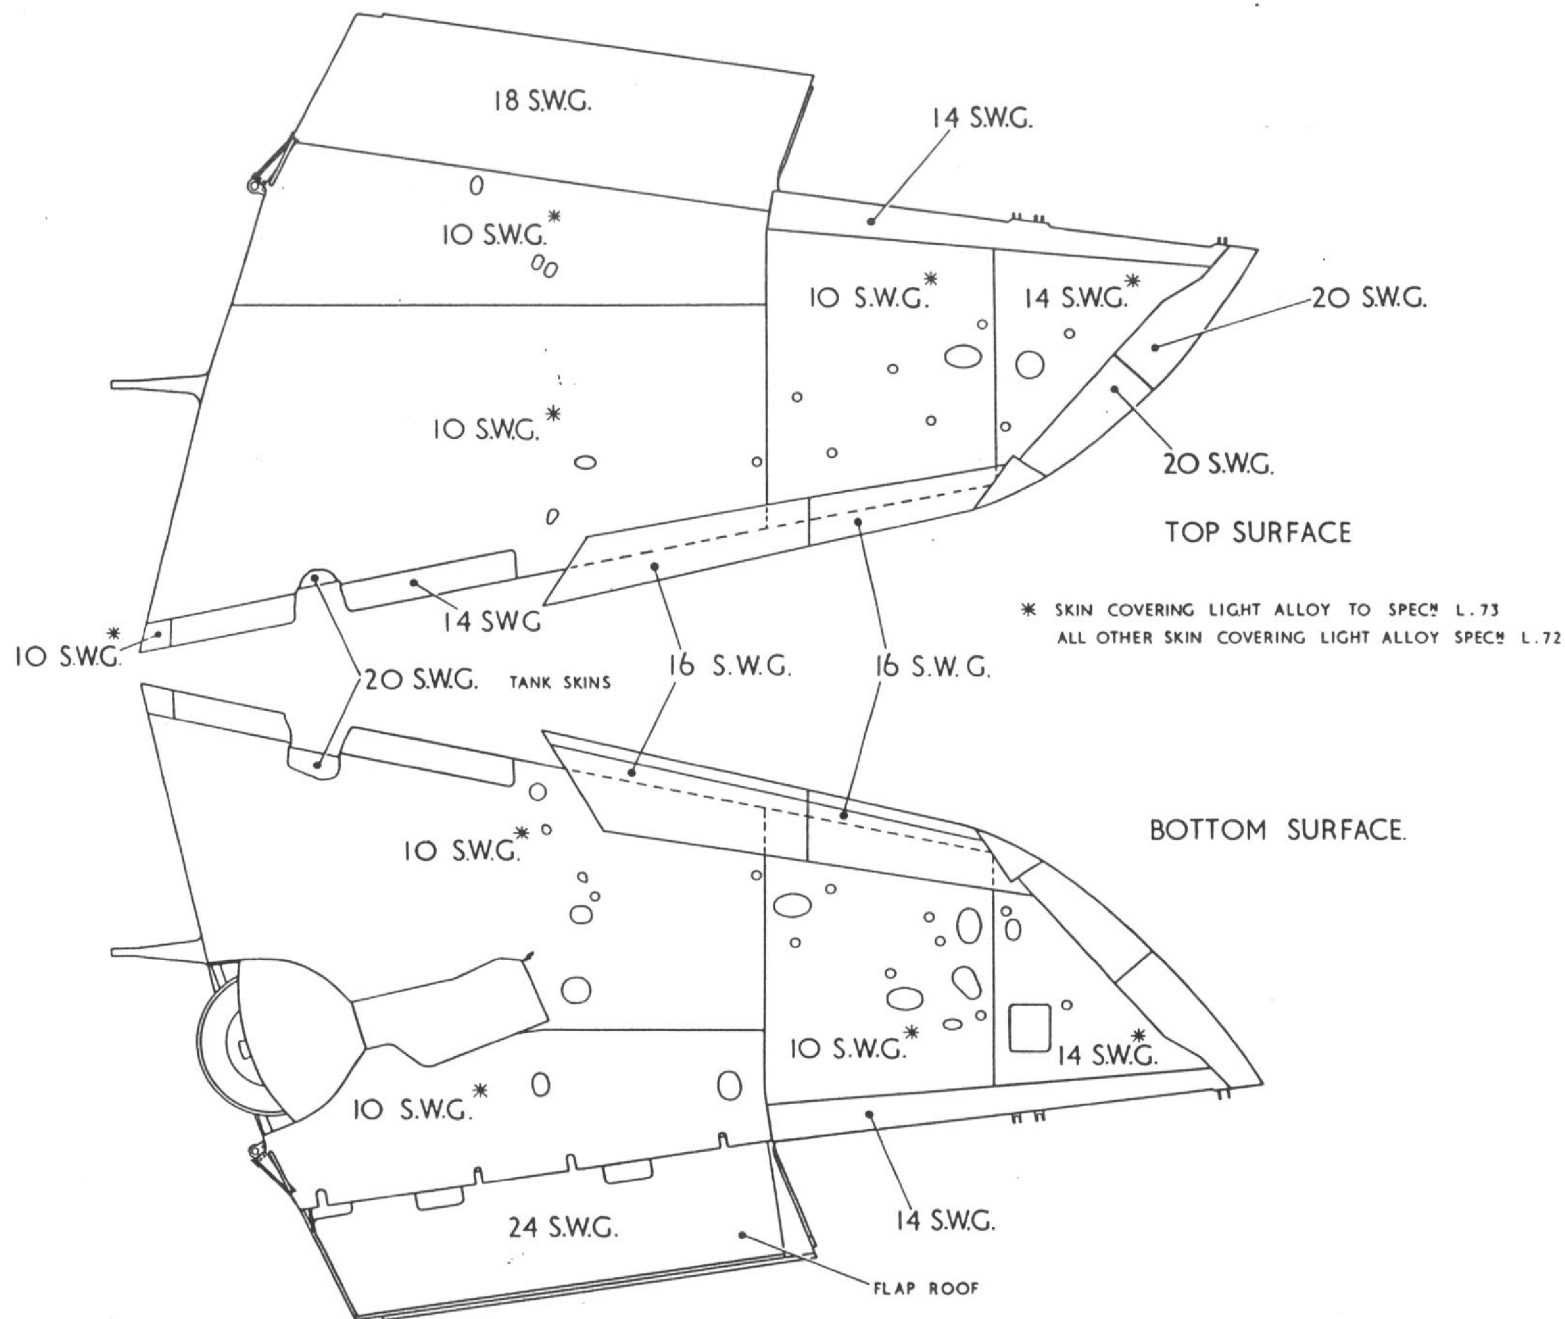 18 S.W.G.
14 S.W.G.
10 S.W.G.*
10 S.W.G.*
14 S.W.G.*
20 S.W.G.
10 S.W.G.*
20 S.W.G.
TOP SURFACE
* SKIN COVERING LIGHT ALLOY TO SPECN L.73
ALL OTHER SKIN COVERING LIGHT ALLOY SPECN L.72
14 SWG
10 S.W.G.*
20 S.W.G. TANK SKINS
16 S.W.G.
16 S.W.G.
BOTTOM SURFACE.
10 S.W.G.*
10 S.W.G.*
14 S.W.G.*
10 S.W.G.*
24 S.W.G.
14 S.W.G.
FLAP ROOF